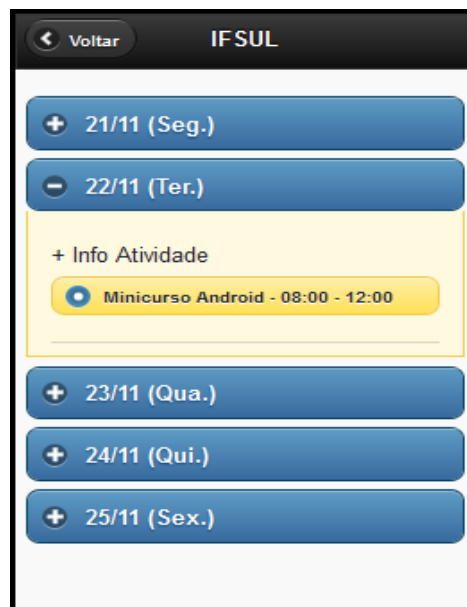 Voltar IFSUL
21/11 (Seg.)
22/11 (Ter.)
+ Info Atividade
Minicurso Android - 08:00 - 12:00
23/11 (Qua.)
24/11 (Qui.)
25/11 (Sex.)